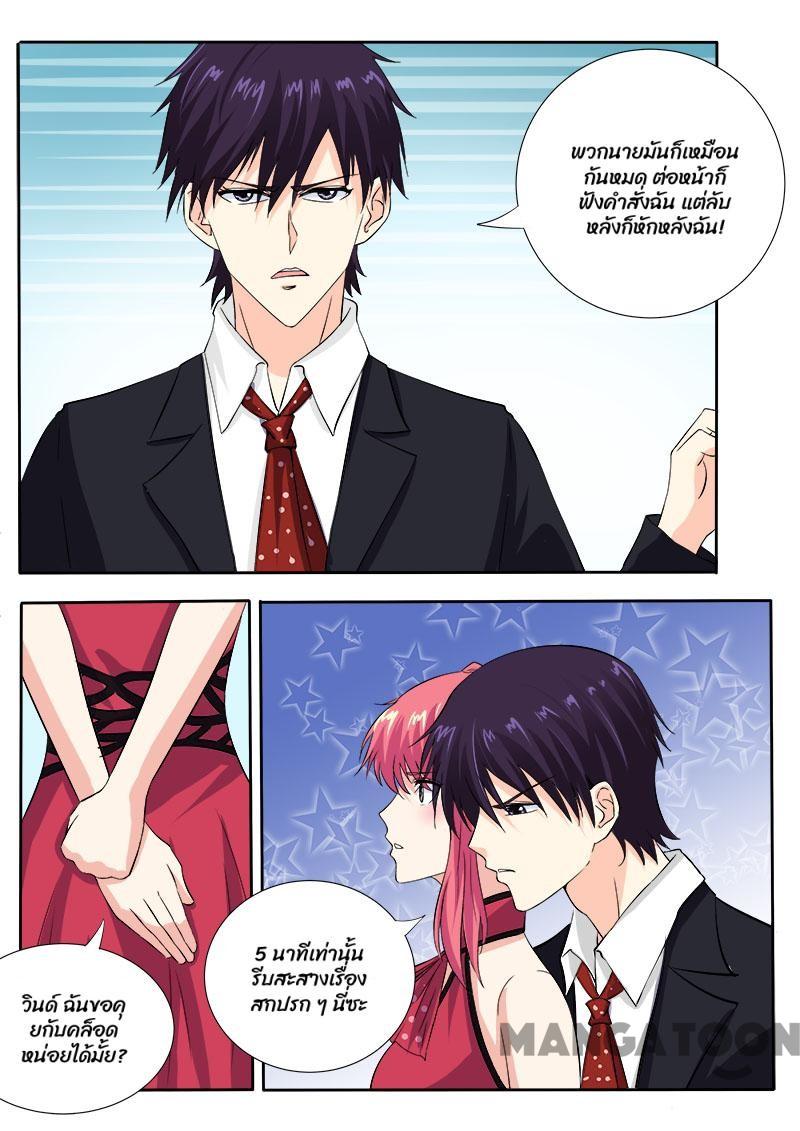 พวกนายมันก็เหมือน
กันหมด ต่อหน้าก็
ฟังคำสั่งฉัน แต่ลับ
หลังก็หักหลังฉัน!
วินด์ ฉันขอคุ
ยกับคล็อด
หน่อยได้มั้ย?
5 นาทีเท่านั้น
รีบสะสางเรื่อง
สกปรก ๆ นี่ซะ
MANGATOON